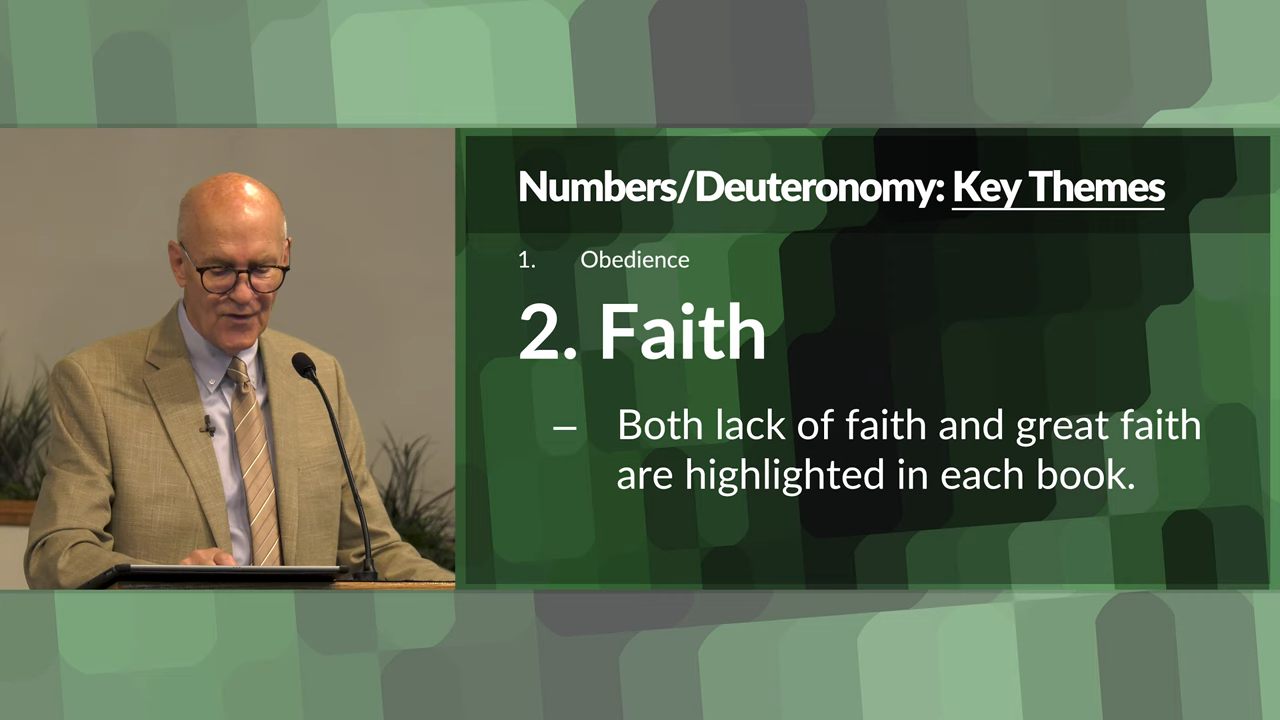 Numbers/Deuteronomy: Key Themes
1. Obedience
2. Faith
– Both lack of faith and great faith
are highlighted in each book.